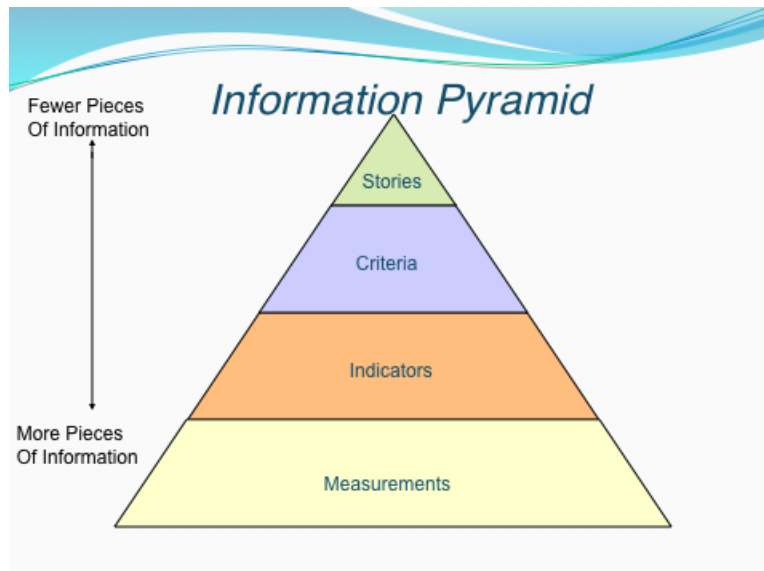 Information Pyramid
Fewer Pieces
Of Information
Stories
Criteria
Indicators
More Pieces
Of Information
Measurements